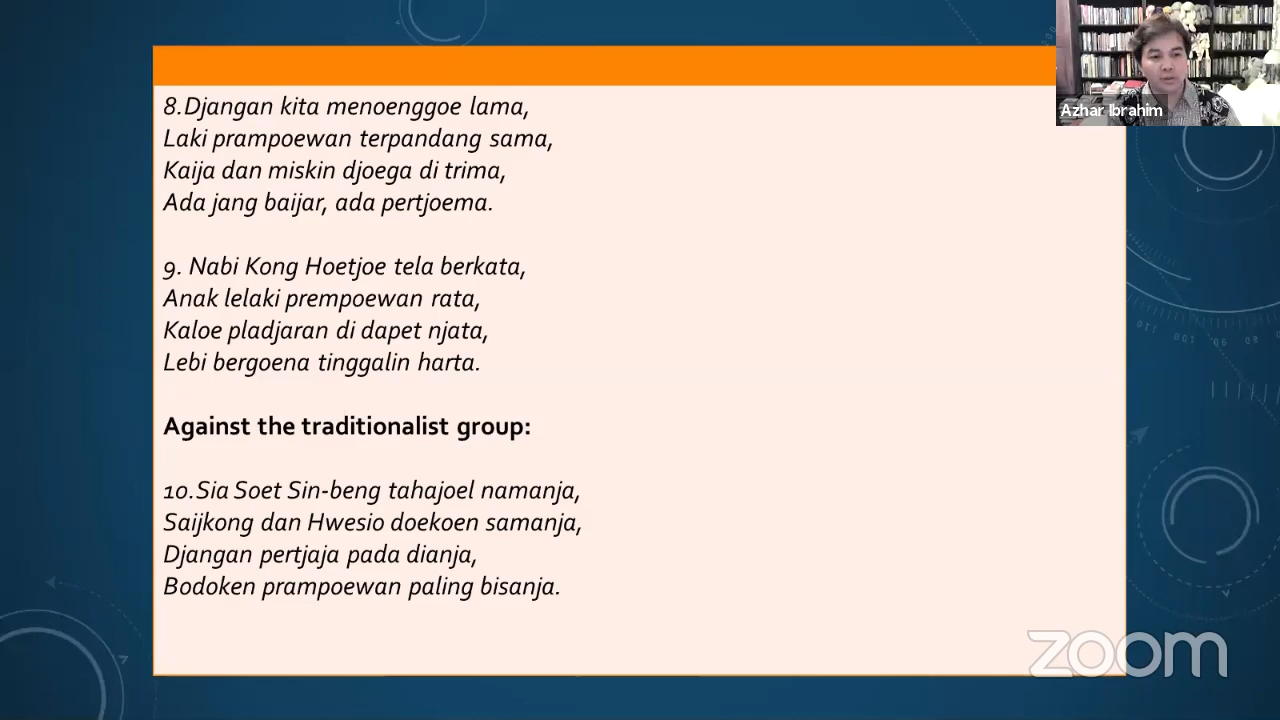 8.Djangan kita menoenggoe lama,
Laki prampoewan terpandang sama,
Kaija dan miskin djoega di trima,
Ada jang baijar, ada pertjoema.
9. Nabi Kong Hoetjoe tela berkata,
Anak lelaki prempoewan rata,
Kaloe pladjaran di dapet njata,
Lebi bergoena tinggalin harta.
Against the traditionalist group:
10.Sia Soet Sin-beng tahajoel namanja,
Saijkong dan Hwesio doekoen samanja,
Djangan pertjaja pada dianja,
Bodoken prampoewan paling bisanja.
Azhar Ibrahim
zoom